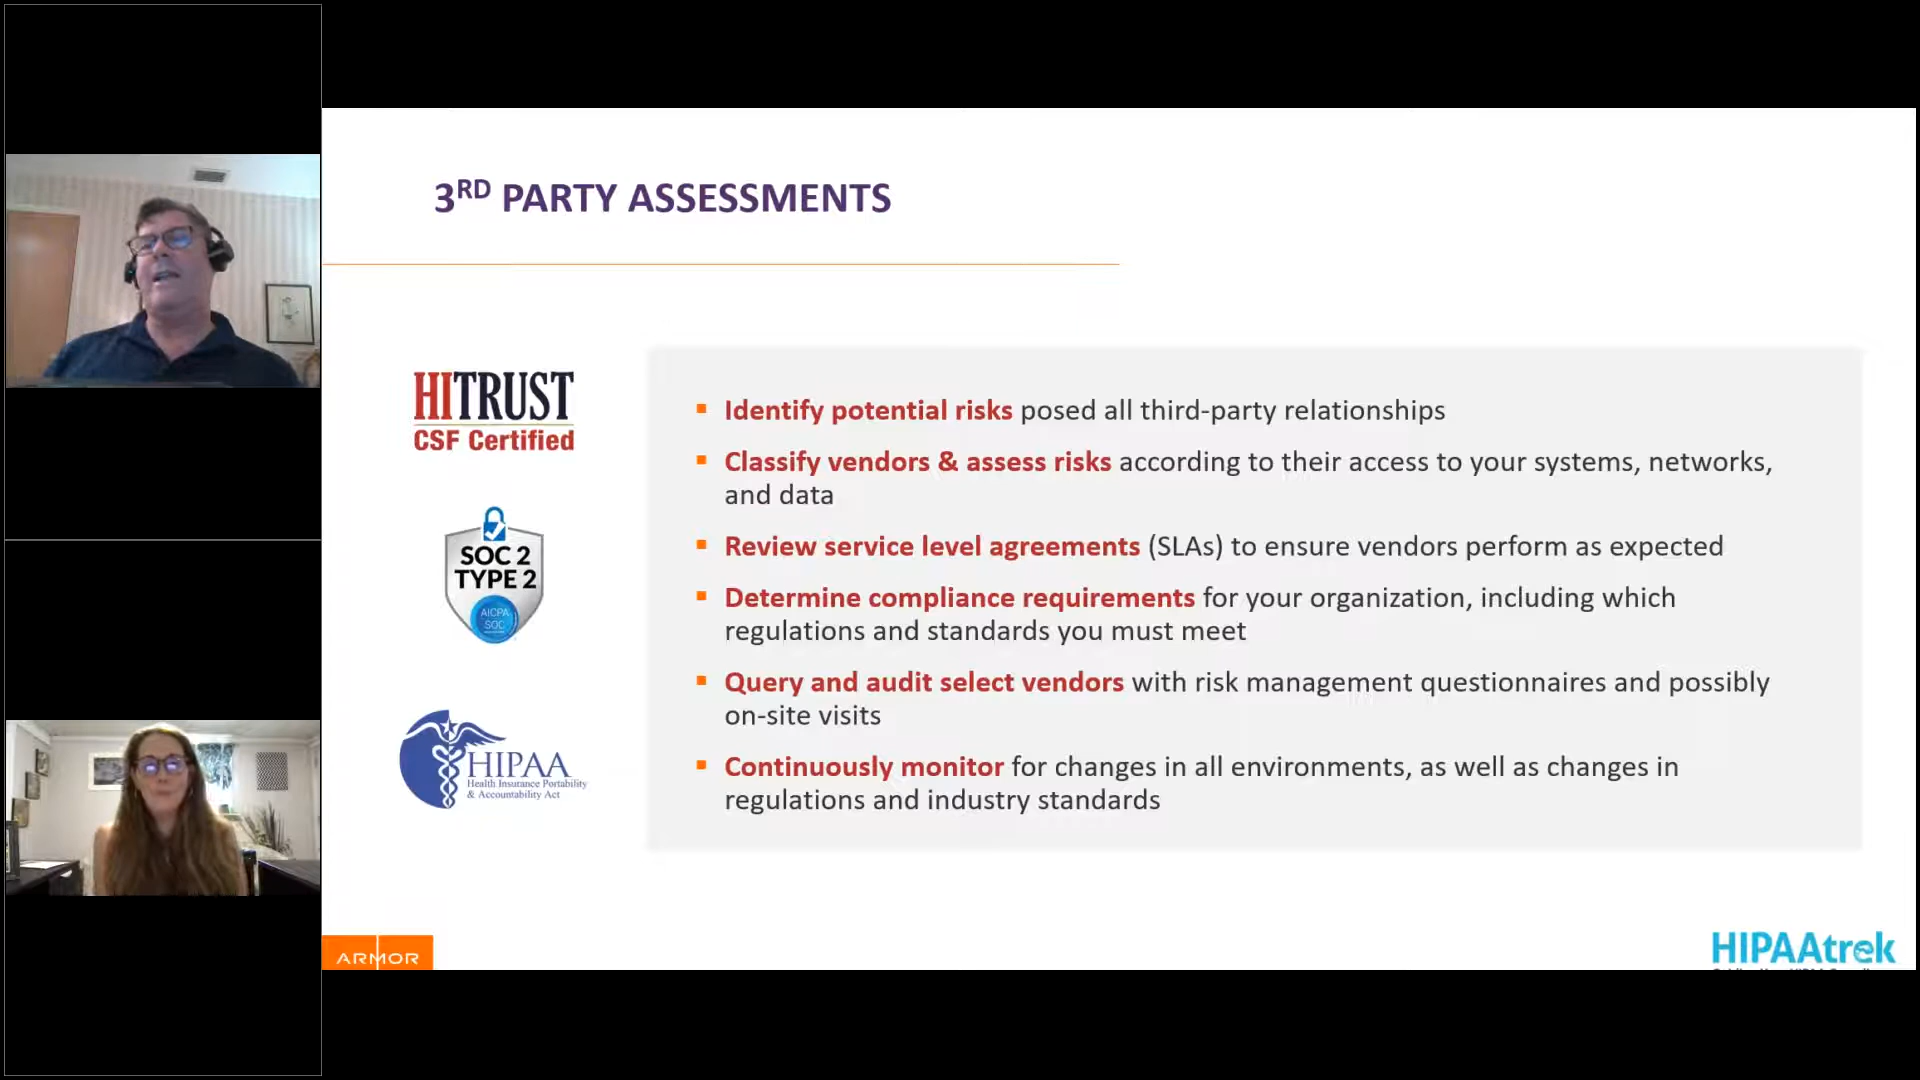 3RD PARTY ASSESSMENTS
HITRUST
CSF Certified
SOC 2
TYPE 2
AICPA
SOC
HIPAA
Health Insurance Portability
& Accountability Act
Identify potential risks posed all third-party relationships
Classify vendors & assess risks according to their access to your systems, networks,
and data
Review service level agreements (SLAs) to ensure vendors perform as expected
Determine compliance requirements for your organization, including which
regulations and standards you must meet
Query and audit select vendors with risk management questionnaires and possibly
on-site visits
Continuously monitor for changes in all environments, as well as changes in
regulations and industry standards
ARMOR
HIPAAtrek